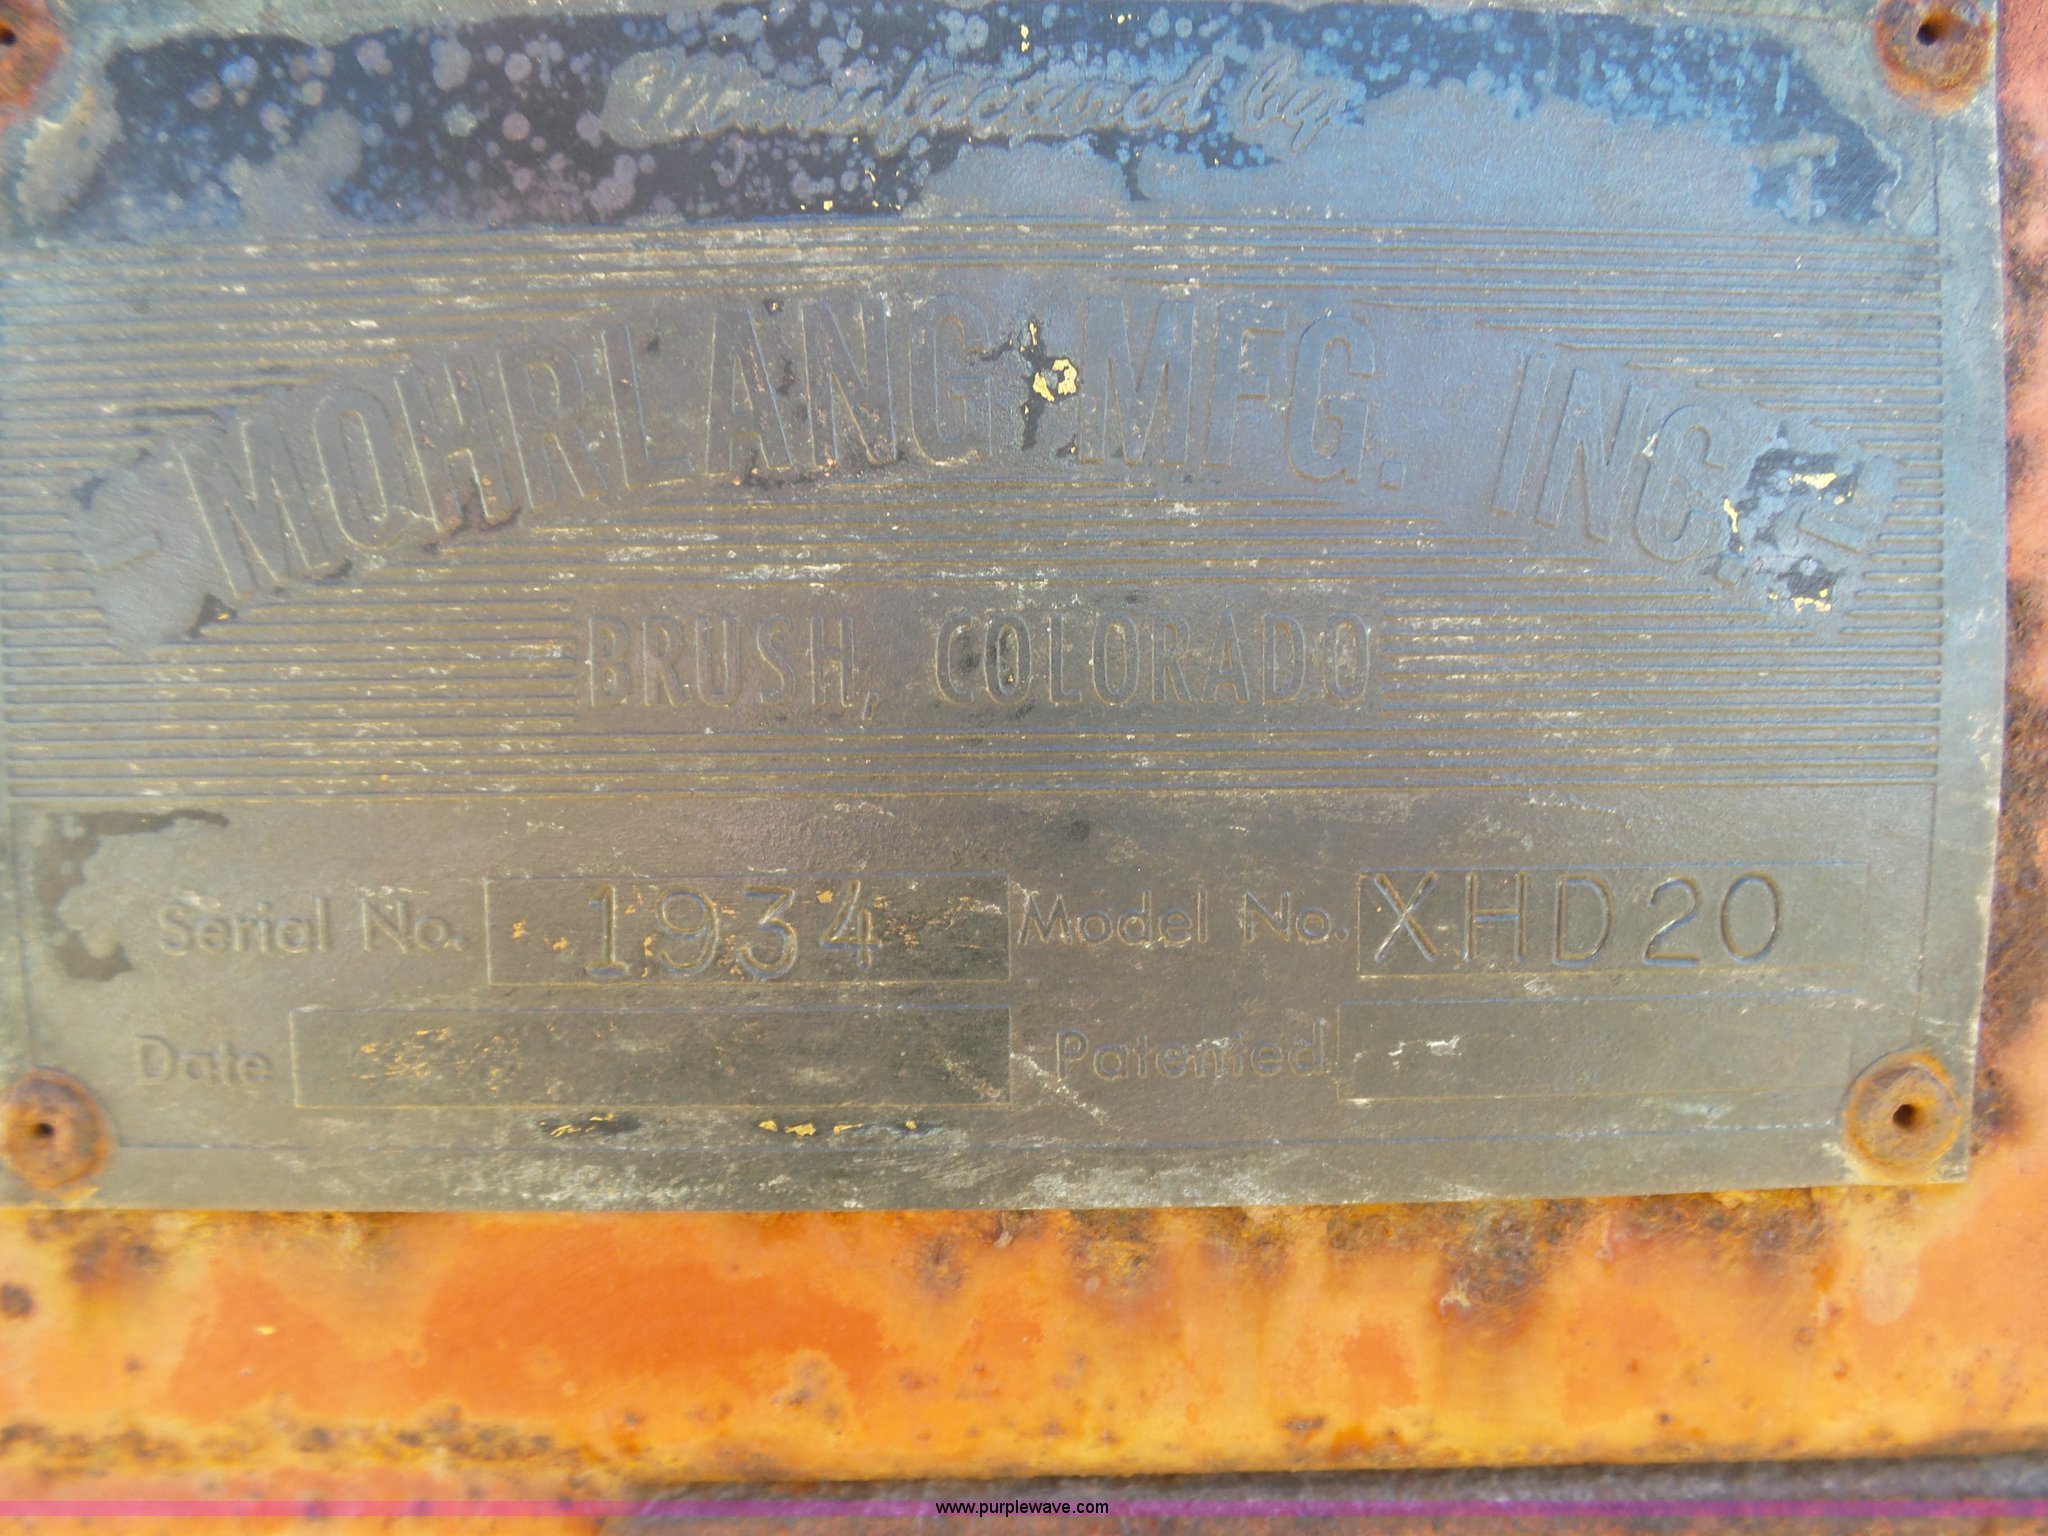 Manufactured by
MOHRLANG MFG. INC.
BRUSH, COLORADO
Serial No. 1934 Model No. XHD20
Date Patented
www.purplewave.com